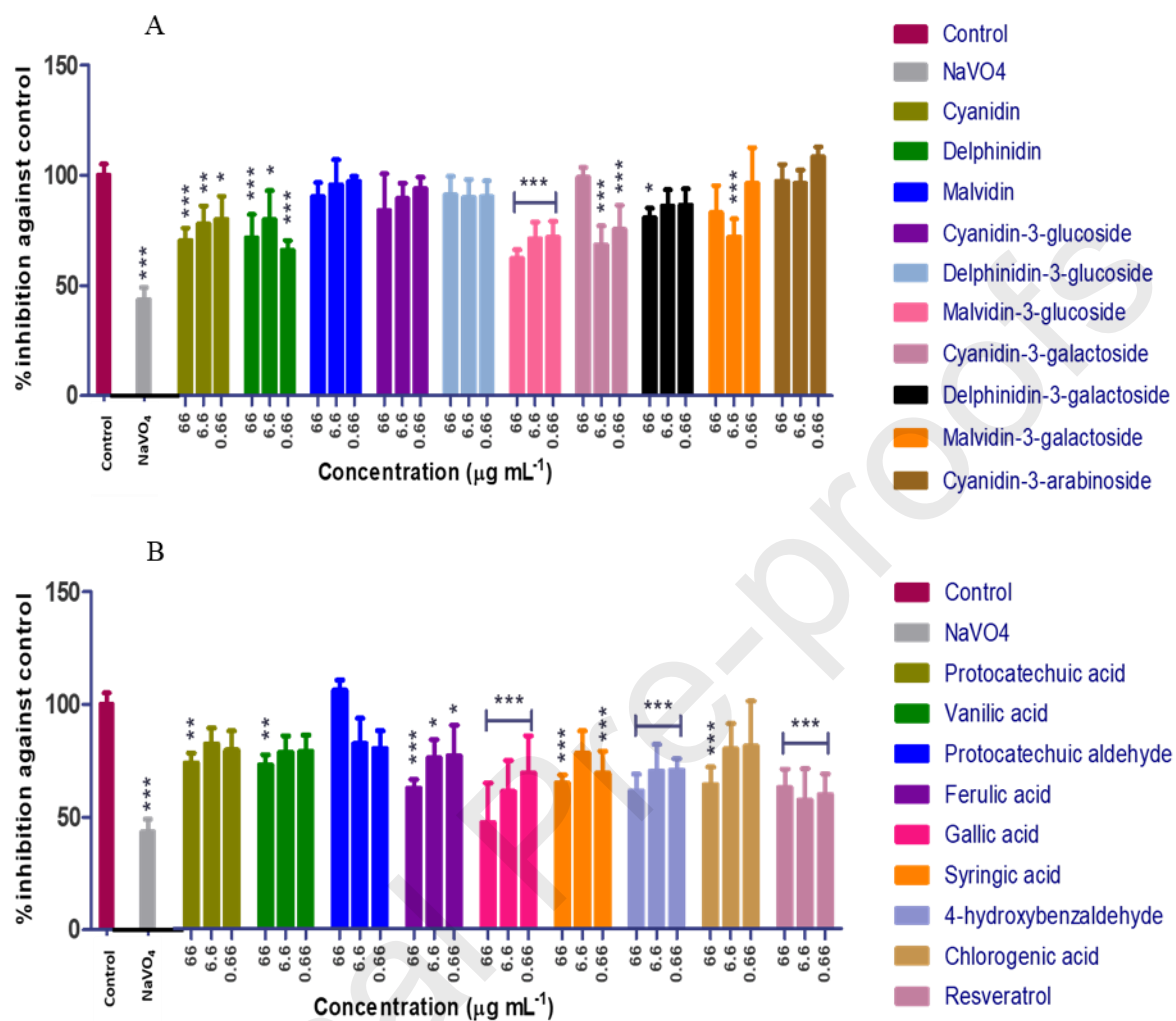 A
% inhibition against control
150
100
50
0
***
***
**
*
***
*
***
***
***
***
*
***
Control
NaVO₄
66
6.6
0.66
66
6.6
0.66
66
6.6
0.66
66
6.6
0.66
66
6.6
0.66
66
6.6
0.66
66
6.6
0.66
66
6.6
0.66
66
6.6
0.66
66
6.6
0.66
Concentration (μg mL⁻¹)
Control
NaVO4
Cyanidin
Delphinidin
Malvidin
Cyanidin-3-glucoside
Delphinidin-3-glucoside
Malvidin-3-glucoside
Cyanidin-3-galactoside
Delphinidin-3-galactoside
Malvidin-3-galactoside
Cyanidin-3-arabinoside
B
% inhibition against control
150
100
50
0
***
**
**
***
*
*
***
***
***
***
***
***
Control
NaVO₄
66
6.6
0.66
66
6.6
0.66
66
6.6
0.66
66
6.6
0.66
66
6.6
0.66
66
6.6
0.66
66
6.6
0.66
66
6.6
0.66
66
6.6
0.66
Concentration (μg mL⁻¹)
Control
NaVO4
Protocatechuic acid
Vanilic acid
Protocatechuic aldehyde
Ferulic acid
Gallic acid
Syringic acid
4-hydroxybenzaldehyde
Chlorogenic acid
Resveratrol
al Pre-proofs